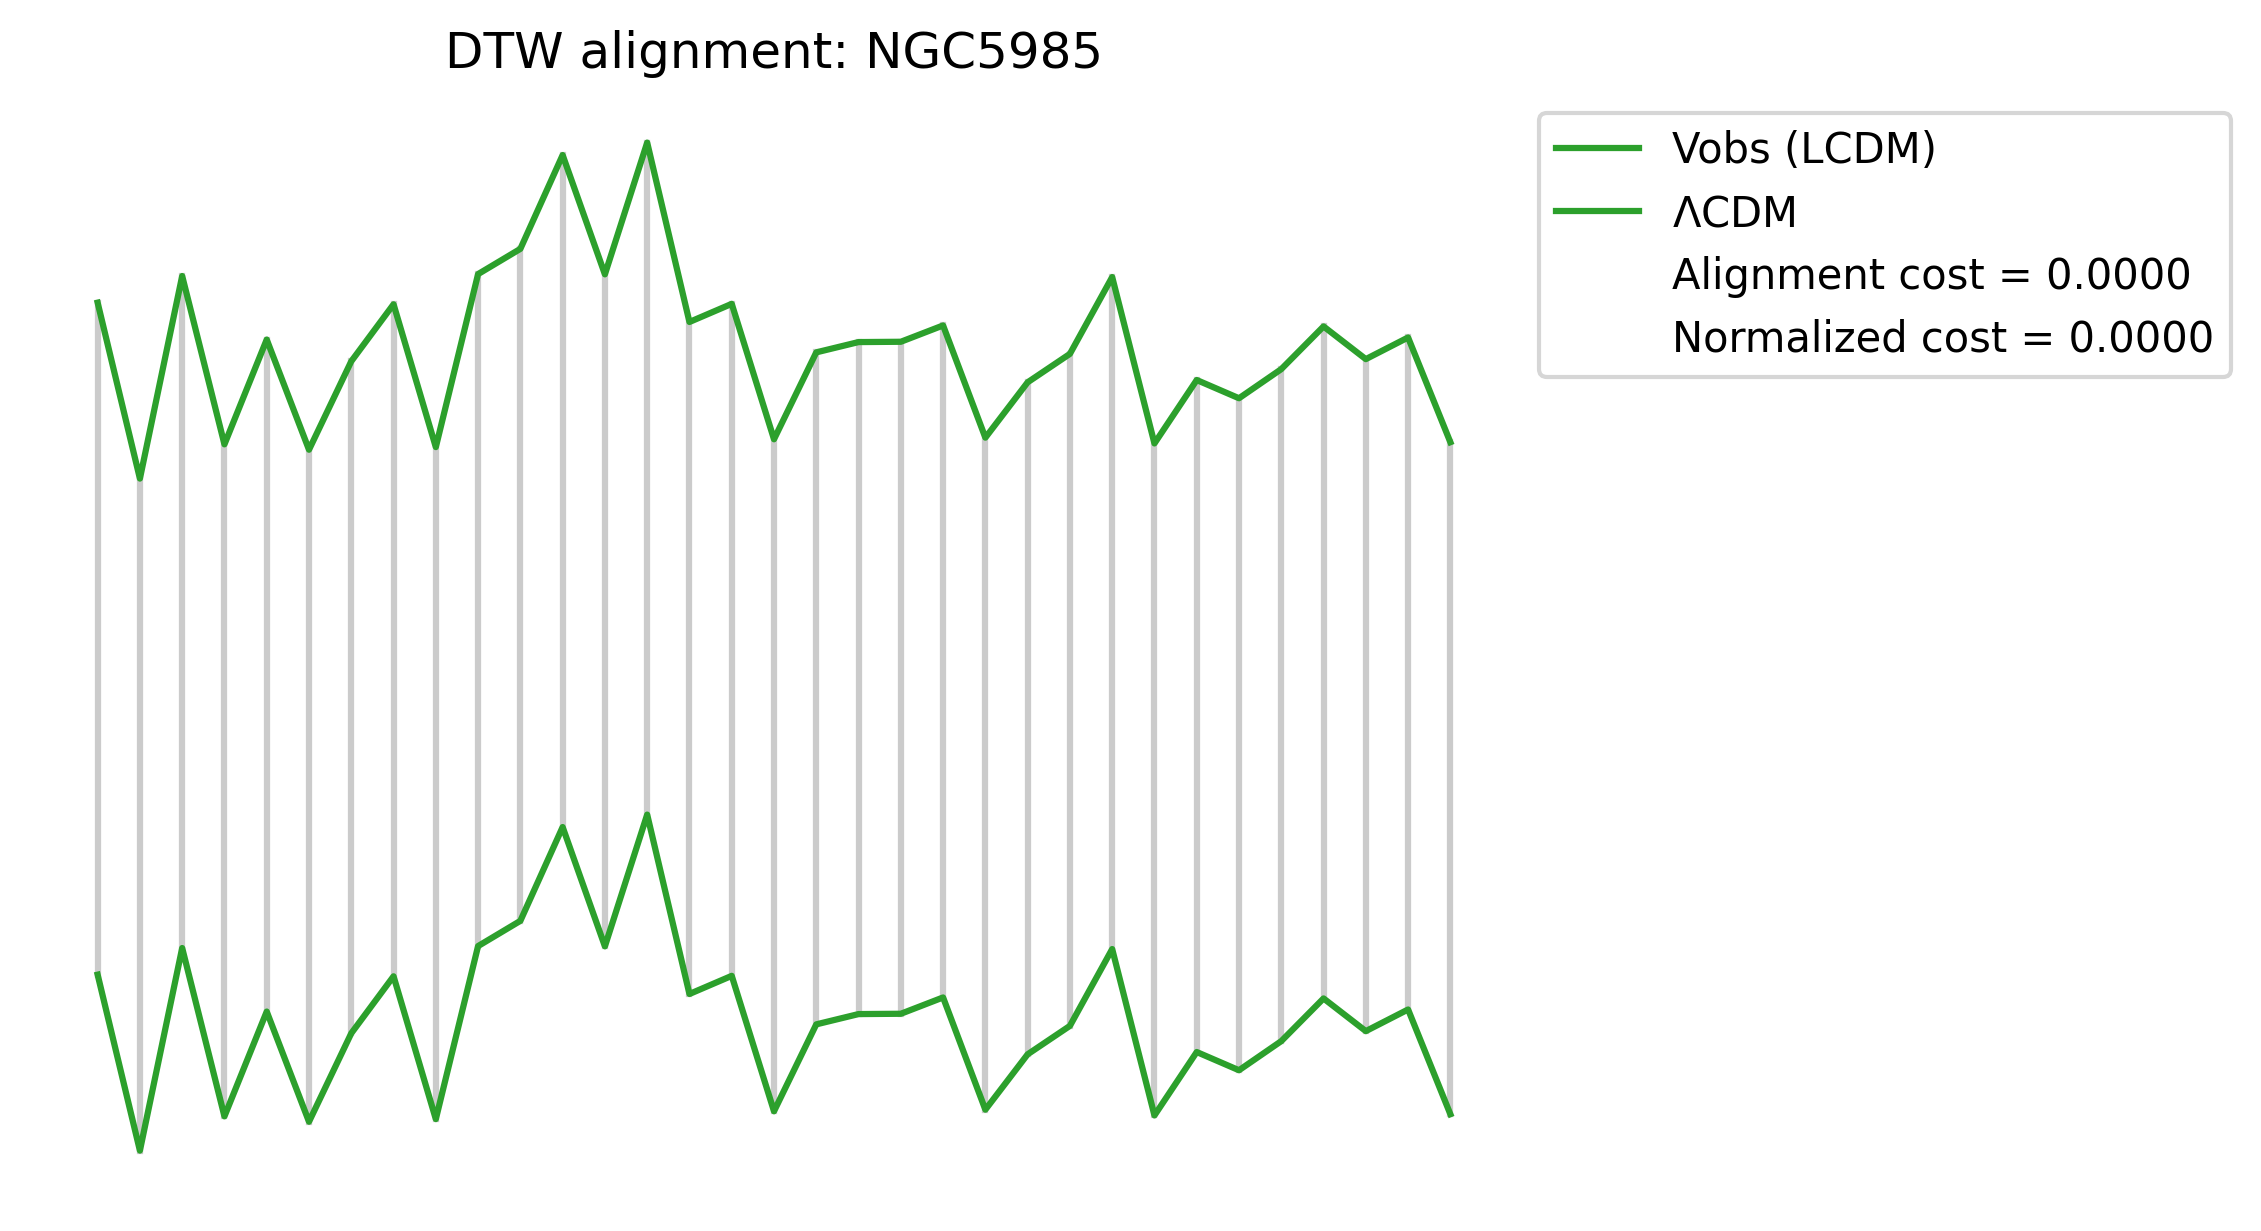 DTW alignment: NGC5985
Vobs (LCDM)
ΛCDM
Alignment cost = 0.0000
Normalized cost = 0.0000